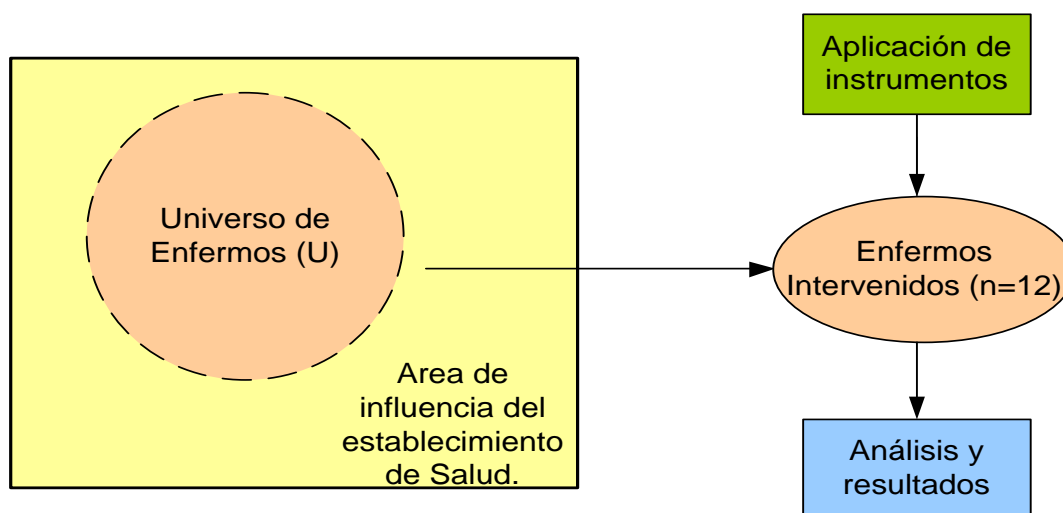 Aplicación de
instrumentos
Universo de
Enfermos (U)
Enfermos
Intervenidos (n=12)
Area de
influencia del
establecimiento
de Salud.
Análisis y
resultados